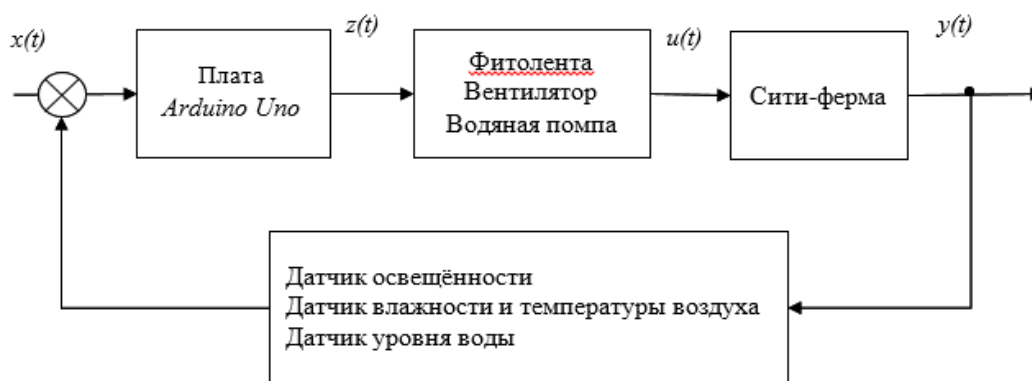 x(t)
z(t)
u(t)
y(t)
Плата
Arduino Uno
Фитолента
Вентилятор
Водяная помпа
Сити-ферма
Датчик освещённости
Датчик влажности и температуры воздуха
Датчик уровня воды